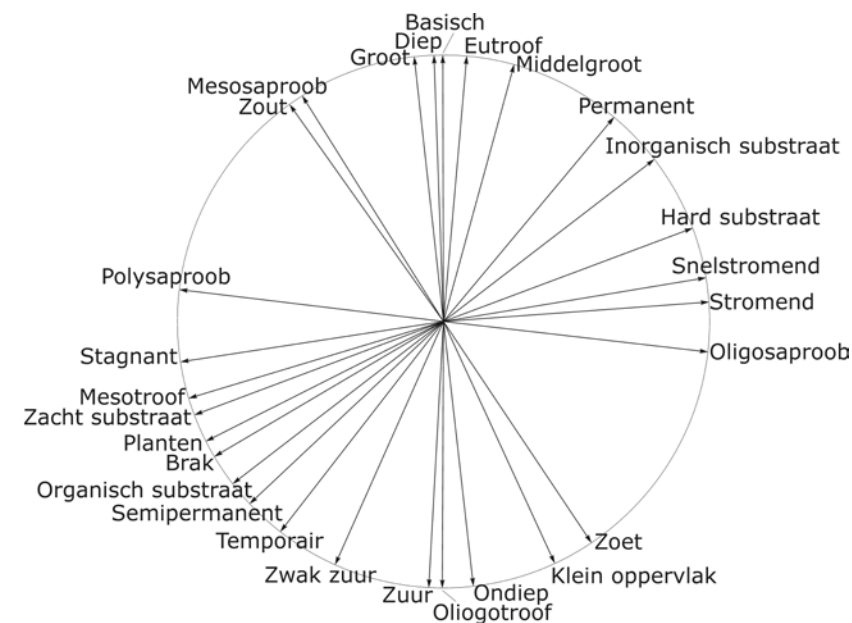 Basisch
Diep
Eutroof
Groot
Middelgroot
Mesosaproob
Zout
Permanent
Inorganisch substraat
Hard substraat
Snelstromend
Polysaproob
Stromend
Stagnant
Oligosaproob
Mesotroof
Zacht substraat
Planten
Brak
Organisch substraat
Semipermanent
Temporair
Zoet
Zwak zuur
Klein oppervlak
Zuur
Ondiep
Oliogotroof